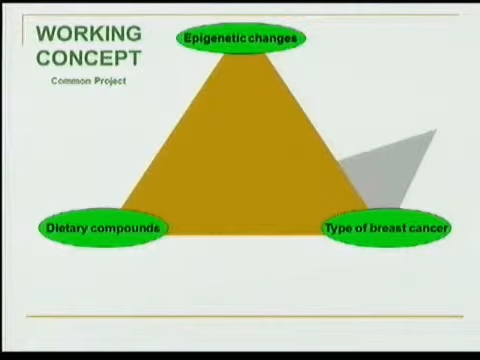 WORKING
CONCEPT
Common Project
Epigenetic changes
Dietary compounds
Type of breast cancer